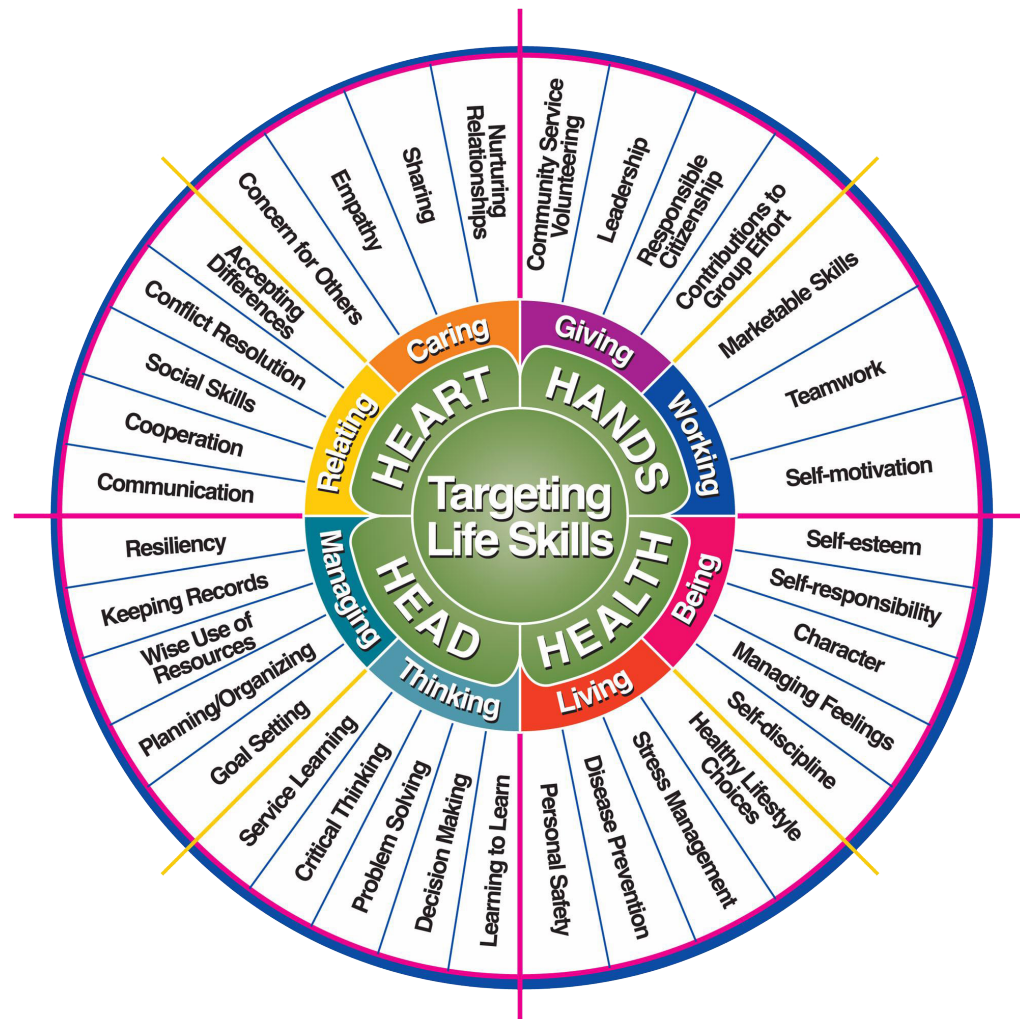 Targeting
Life Skills
HEART
HANDS
HEALTH
HEAD
Caring
Giving
Working
Being
Living
Thinking
Managing
Relating
Community Service
Volunteering
Leadership
Responsible
Citizenship
Contributions to
Group Effort
Marketable Skills
Teamwork
Self-motivation
Self-esteem
Self-responsibility
Character
Managing Feelings
Self-discipline
Healthy Lifestyle
Choices
Stress Management
Disease Prevention
Personal Safety
Learning to Learn
Decision Making
Problem Solving
Critical Thinking
Service Learning
Goal Setting
Planning/Organizing
Wise Use of
Resources
Keeping Records
Resiliency
Communication
Cooperation
Social Skills
Conflict Resolution
Accepting
Differences
Concern for Others
Empathy
Sharing
Nurturing
Relationships